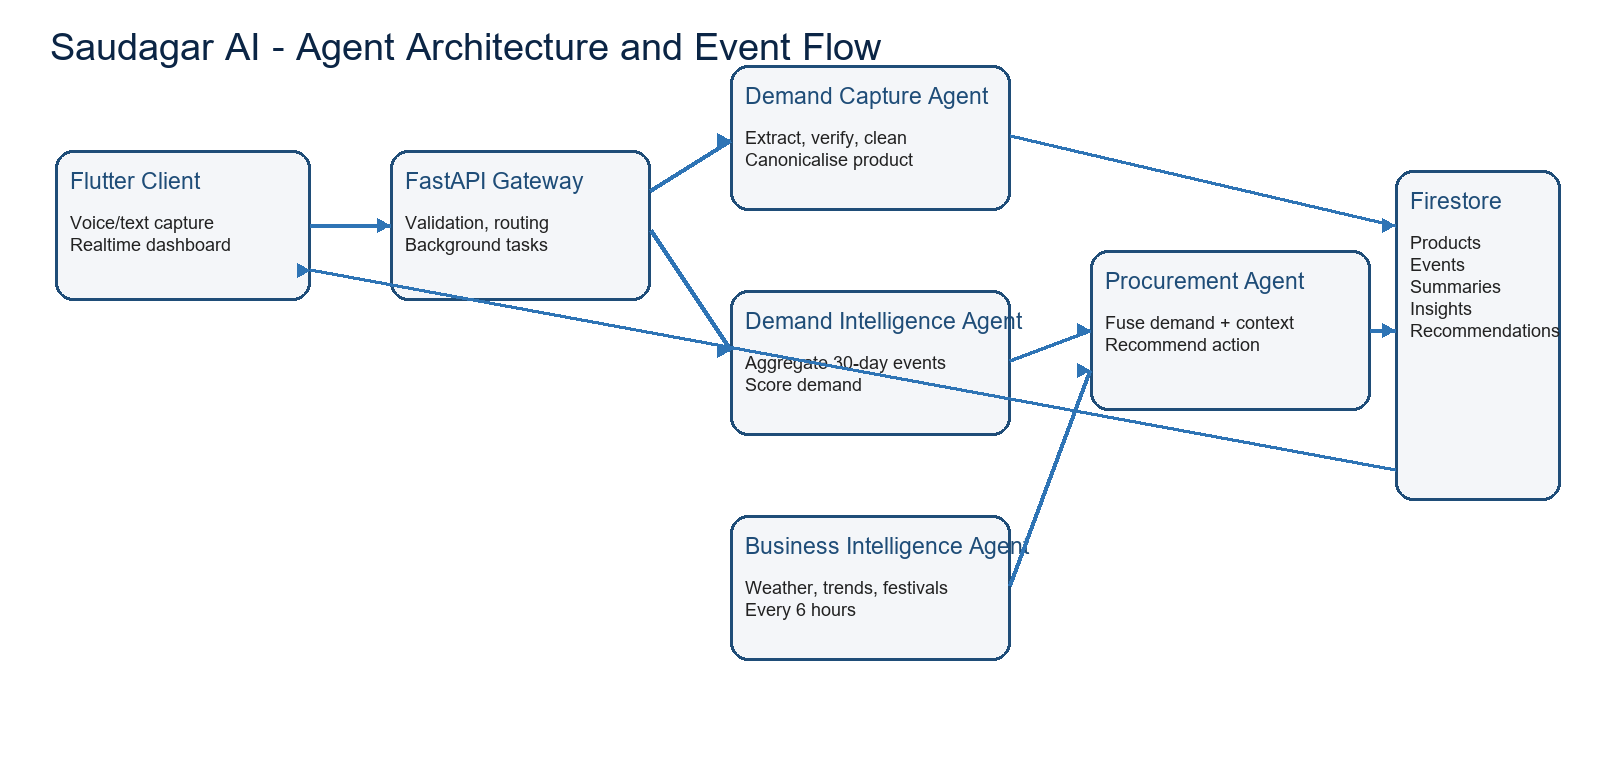 Saudagar AI - Agent Architecture and Event Flow
Flutter Client
Voice/text capture
Realtime dashboard
FastAPI Gateway
Validation, routing
Background tasks
Demand Capture Agent
Extract, verify, clean
Canonicalise product
Demand Intelligence Agent
Aggregate 30-day events
Score demand
Business Intelligence Agent
Weather, trends, festivals
Every 6 hours
Procurement Agent
Fuse demand + context
Recommend action
Firestore
Products
Events
Summaries
Insights
Recommendations